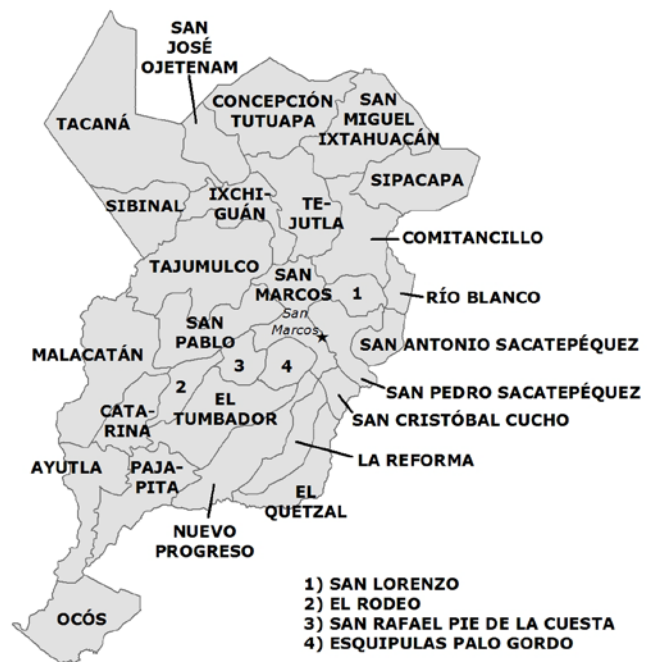 SAN
JOSÉ
OJETENAM
CONCEPCIÓN
TUTUAPA
SAN
MIGUEL
IXTAHUACÁN
TACANÁ
SIPACAPA
SIBINAL
IXCHI-
GUÁN
TE-
JUTLA
COMITANCILLO
TAJUMULCO
SAN
MARCOS
1
RÍO BLANCO
San
Marcos
SAN
PABLO
SAN ANTONIO SACATEPÉQUEZ
MALACATÁN
3
4
2
SAN PEDRO SACATEPÉQUEZ
EL
TUMBADOR
CATA-
RINA
SAN CRISTÓBAL CUCHO
LA REFORMA
AYUTLA
PAJA-
PITA
EL
QUETZAL
NUEVO
PROGRESO
OCÓS
1) SAN LORENZO
2) EL RODEO
3) SAN RAFAEL PIE DE LA CUESTA
4) ESQUIPULAS PALO GORDO